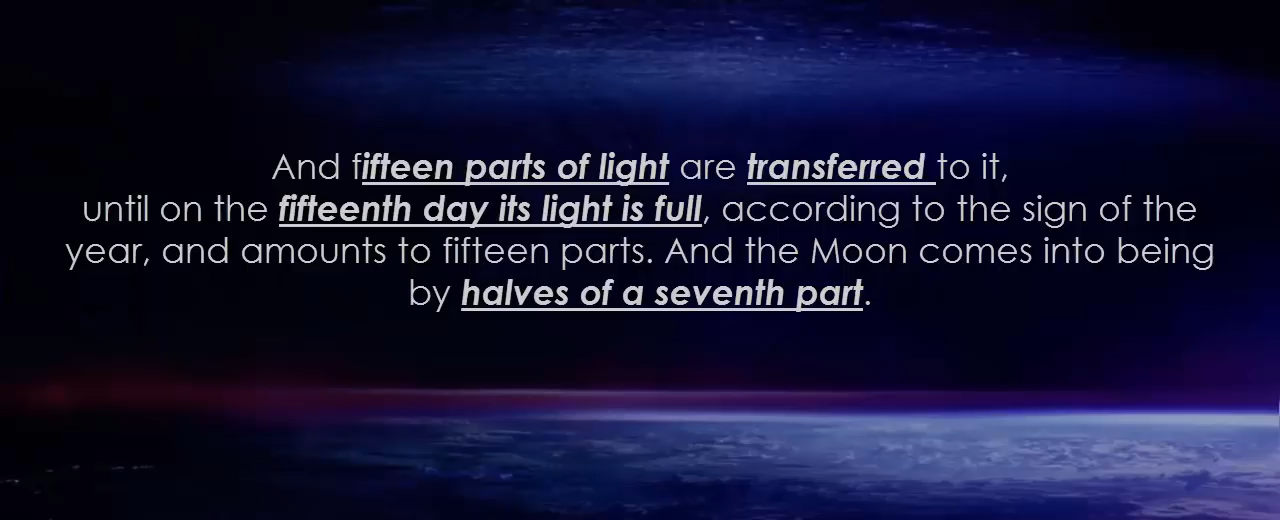 And fifteen parts of light are transferred to it,
until on the fifteenth day its light is full, according to the sign of the
year, and amounts to fifteen parts. And the Moon comes into being
by halves of a seventh part.